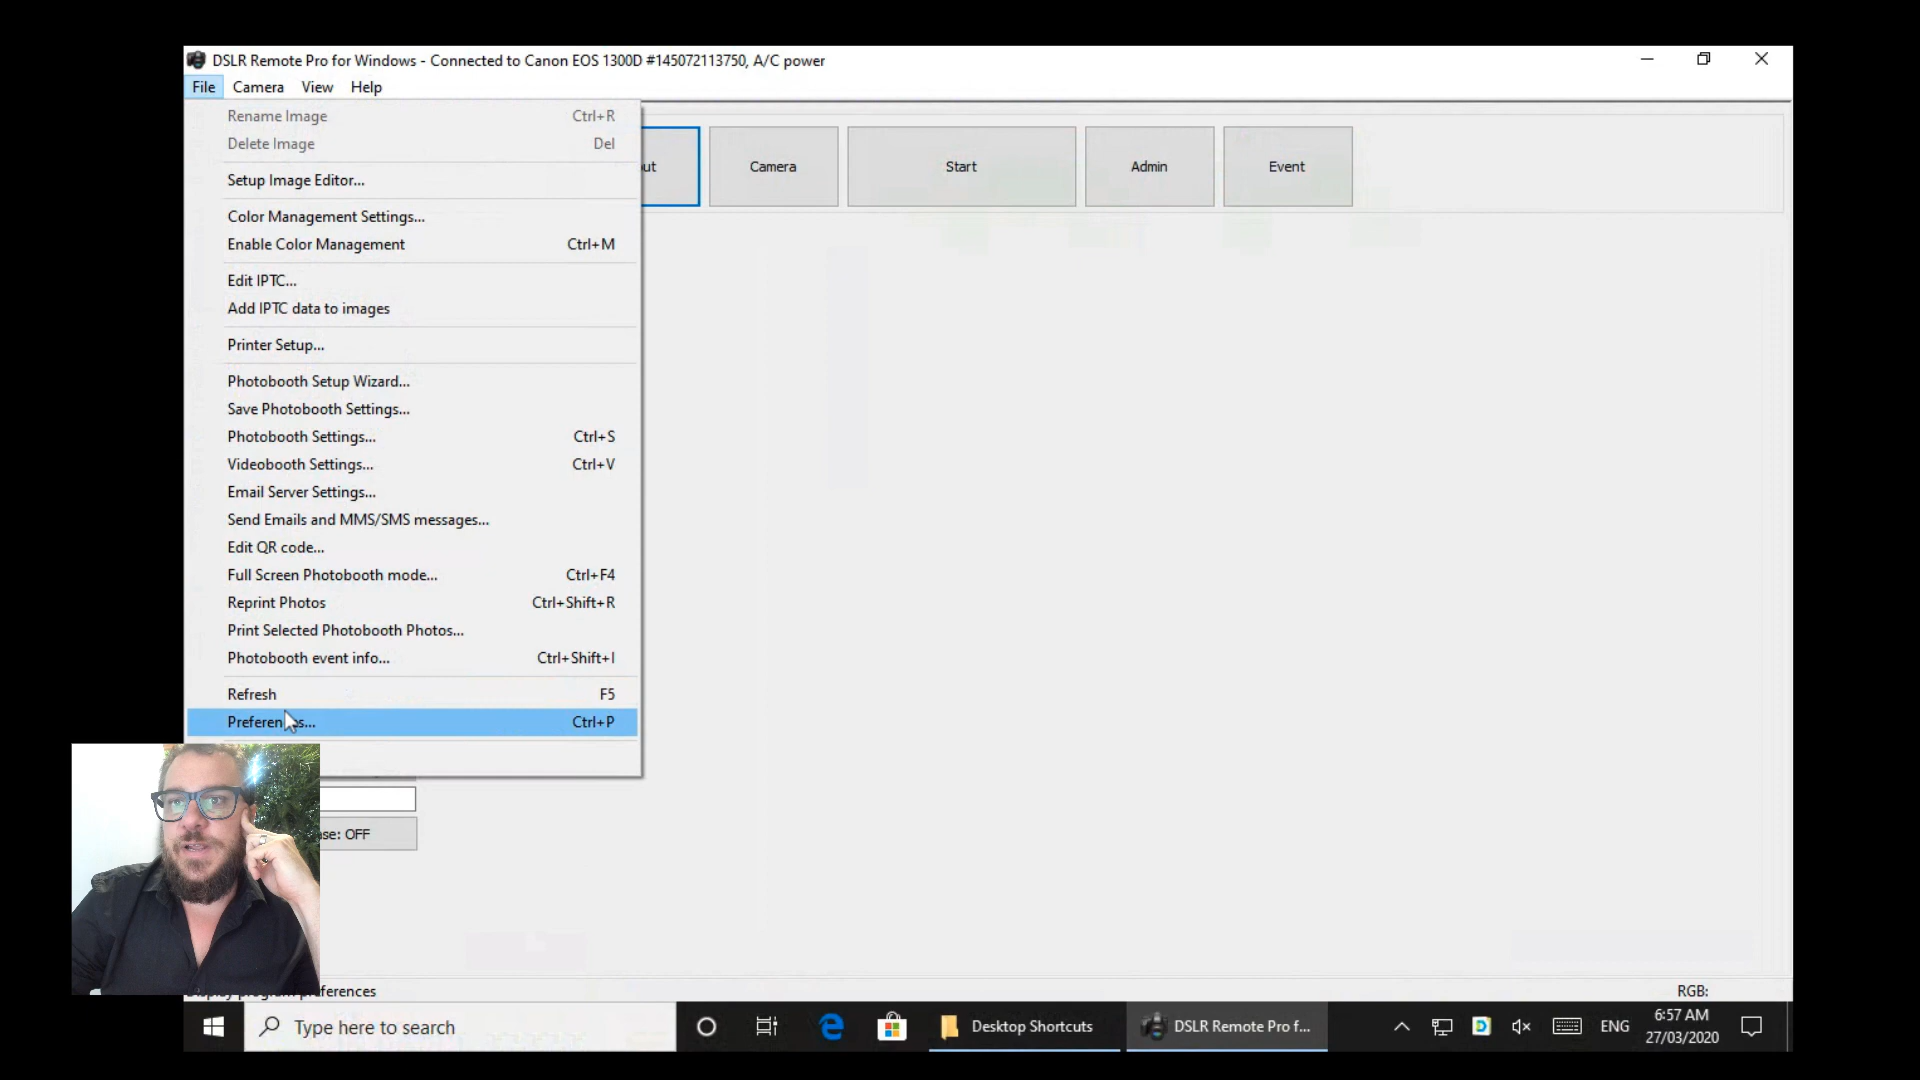 DSLR Remote Pro for Windows - Connected to Canon EOS 1300D #145072113750, A/C power
File Camera View Help
Rename Image Ctrl+R
Delete Image Del
Setup Image Editor...
Color Management Settings...
Enable Color Management Ctrl+M
Edit IPTC...
Add IPTC data to images
Printer Setup...
Photobooth Setup Wizard...
Save Photobooth Settings...
Photobooth Settings... Ctrl+S
Videobooth Settings... Ctrl+V
Email Server Settings...
Send Emails and MMS/SMS messages...
Edit QR code...
Full Screen Photobooth mode... Ctrl+F4
Reprint Photos Ctrl+Shift+R
Print Selected Photobooth Photos...
Photobooth event info... Ctrl+Shift+I
Refresh F5
Preferences... Ctrl+P
Camera Start Admin Event
OFF
RGB:
Type here to search
Desktop Shortcuts
DSLR Remote Pro f...
ENG
6:57 AM
27/03/2020